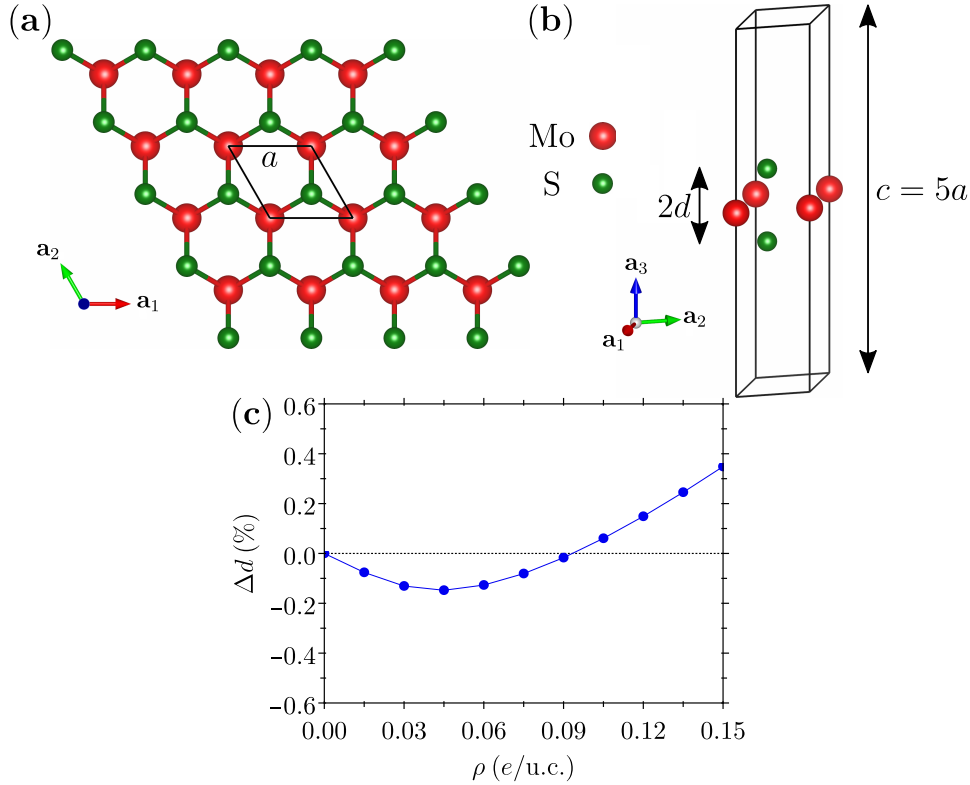 (a)
a
a₂
a₁
(b)
Mo
S
2d
c = 5a
a₃
a₂
a₁
(c)
0.6
0.4
0.2
0.0
−0.2
−0.4
−0.6
Δd (%)
0.00 0.03 0.06 0.09 0.12 0.15
ρ (e/u.c.)